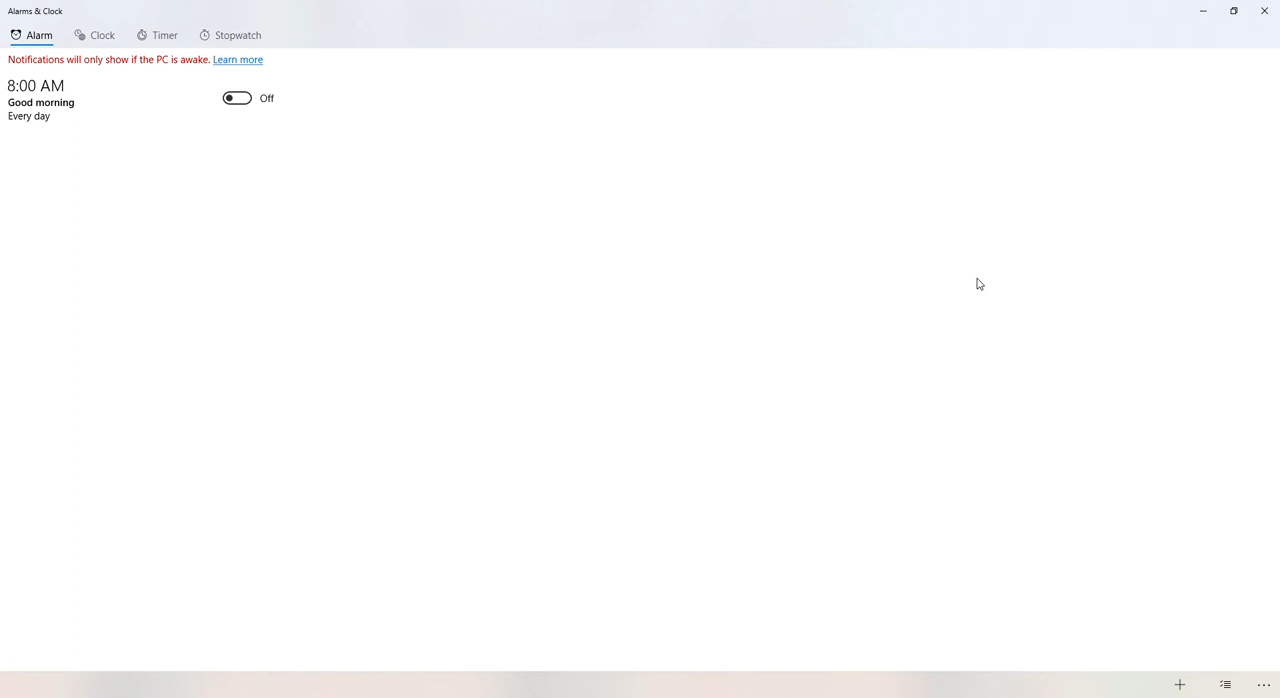 Alarms & Clock
Alarm Clock Timer Stopwatch
Notifications will only show if the PC is awake. Learn more
8:00 AM
Good morning
Off
Every day